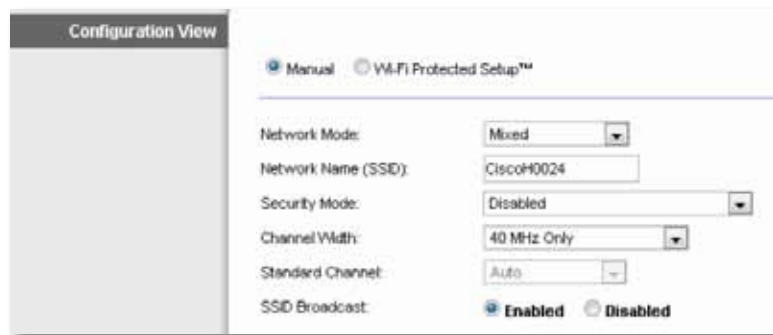 Configuration View
Manual Wi-Fi Protected Setup™
Network Mode: Mixed
Network Name (SSID): CiscoH0024
Security Mode: Disabled
Channel Width: 40 MHz Only
Standard Channel: Auto
SSID Broadcast: Enabled Disabled